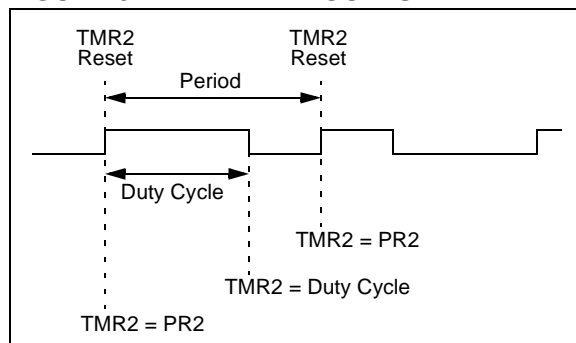 TMR2
Reset
TMR2
Reset
Period
Duty Cycle
TMR2 = PR2
TMR2 = Duty Cycle
TMR2 = PR2